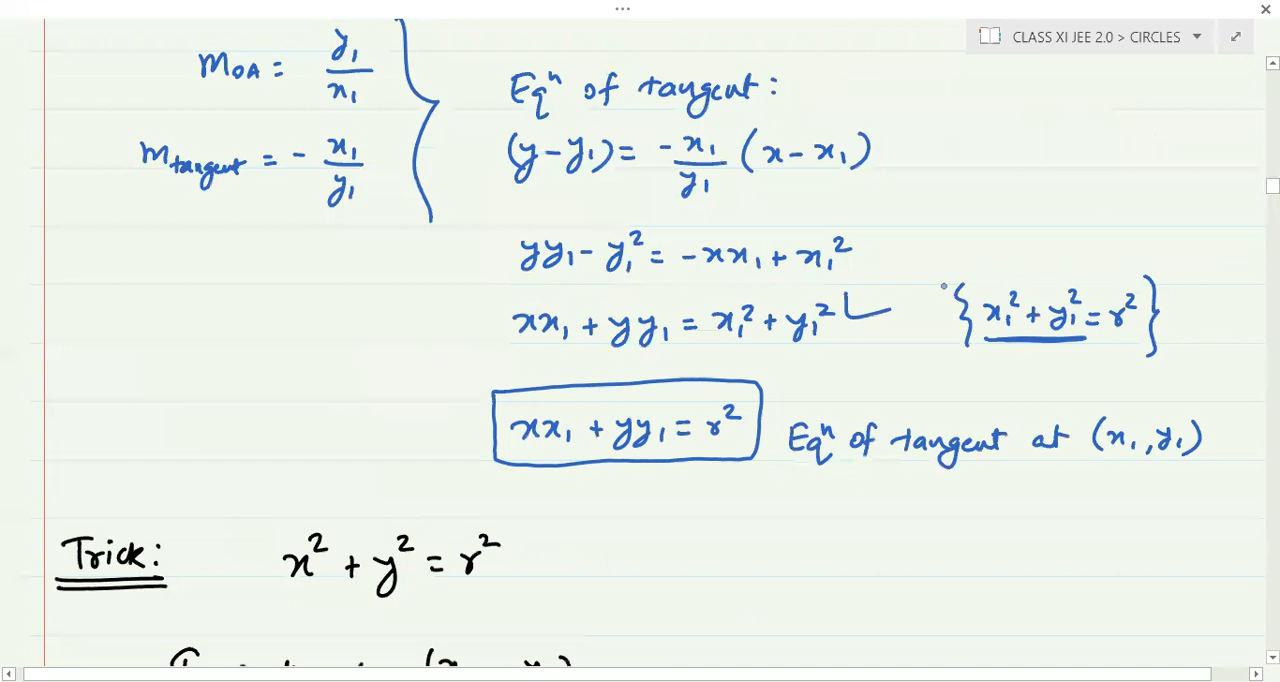 CLASS XI JEE 2.0 > CIRCLES
m_OA = y₁/x₁
m_tangent = - x₁/y₁
Eqⁿ of tangent :
(y - y₁) = -x₁/y₁ (x - x₁)
yy₁ - y₁² = -xx₁ + x₁²
xx₁ + yy₁ = x₁² + y₁²
{x₁² + y₁² = r²}
xx₁ + yy₁ = r²
Eqⁿ of tangent at (x₁, y₁)
Trick:
x² + y² = r²